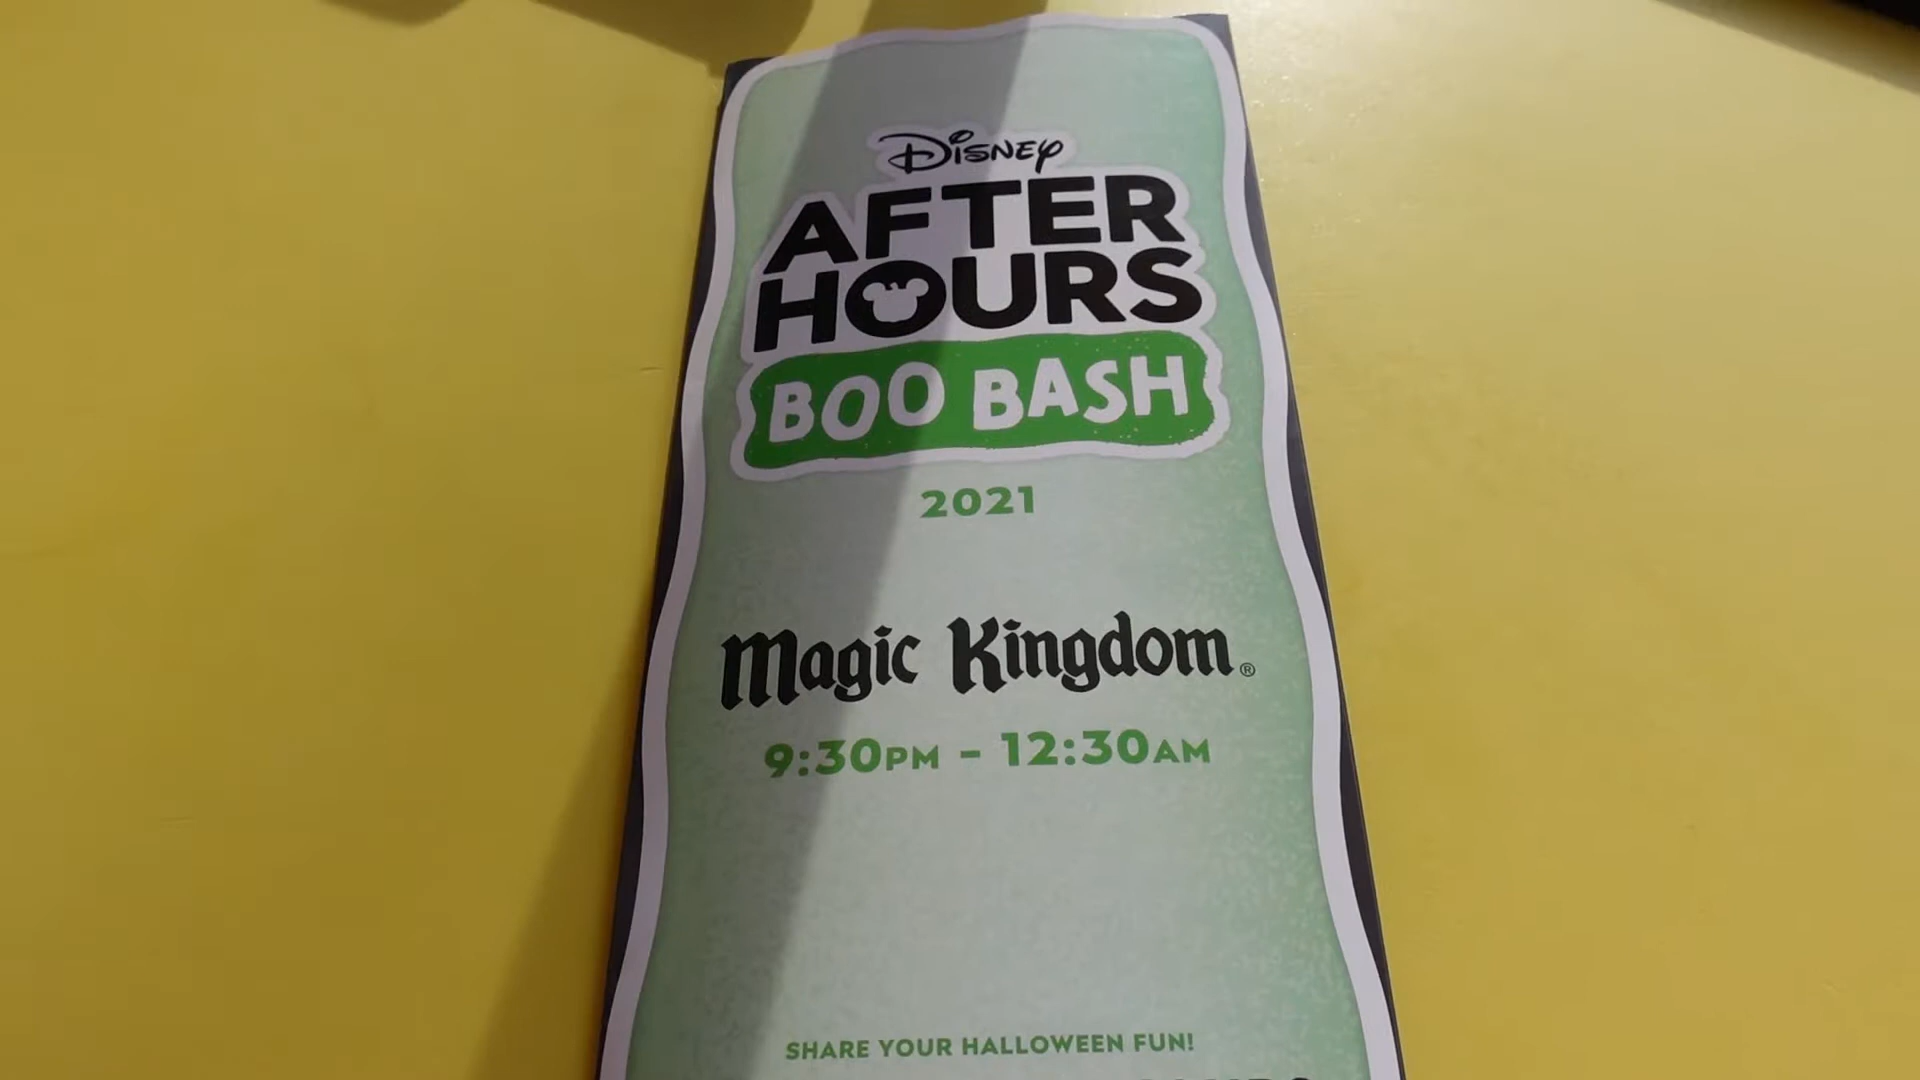 Disney
AFTER
HOURS
BOO BASH
2021
Magic Kingdom®
9:30PM - 12:30AM
SHARE YOUR HALLOWEEN FUN!